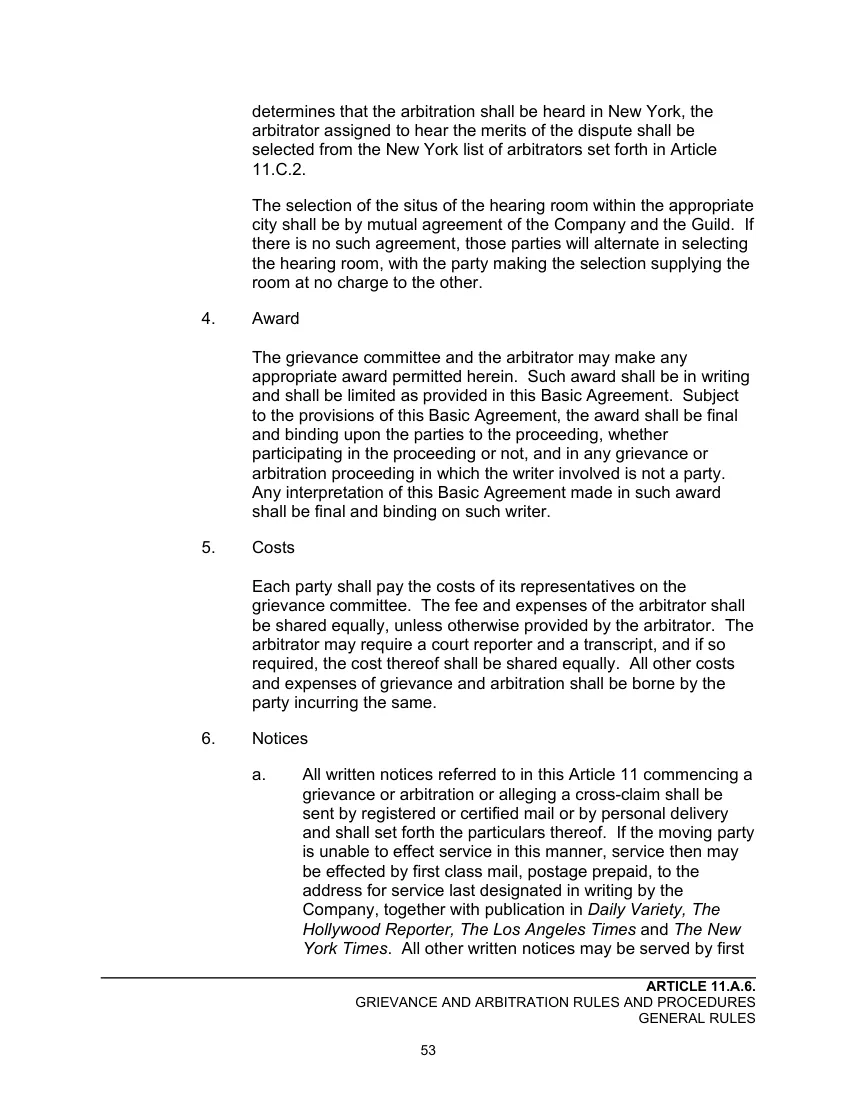 determines that the arbitration shall be heard in New York, the
arbitrator assigned to hear the merits of the dispute shall be
selected from the New York list of arbitrators set forth in Article
11.C.2.
The selection of the situs of the hearing room within the appropriate
city shall be by mutual agreement of the Company and the Guild.  If
there is no such agreement, those parties will alternate in selecting
the hearing room, with the party making the selection supplying the
room at no charge to the other.
4. Award
The grievance committee and the arbitrator may make any
appropriate award permitted herein.  Such award shall be in writing
and shall be limited as provided in this Basic Agreement.  Subject
to the provisions of this Basic Agreement, the award shall be final
and binding upon the parties to the proceeding, whether
participating in the proceeding or not, and in any grievance or
arbitration proceeding in which the writer involved is not a party.
Any interpretation of this Basic Agreement made in such award
shall be final and binding on such writer.
5. Costs
Each party shall pay the costs of its representatives on the
grievance committee.  The fee and expenses of the arbitrator shall
be shared equally, unless otherwise provided by the arbitrator.  The
arbitrator may require a court reporter and a transcript, and if so
required, the cost thereof shall be shared equally.  All other costs
and expenses of grievance and arbitration shall be borne by the
party incurring the same.
6. Notices
a. All written notices referred to in this Article 11 commencing a
grievance or arbitration or alleging a cross-claim shall be
sent by registered or certified mail or by personal delivery
and shall set forth the particulars thereof.  If the moving party
is unable to effect service in this manner, service then may
be effected by first class mail, postage prepaid, to the
address for service last designated in writing by the
Company, together with publication in Daily Variety, The
Hollywood Reporter, The Los Angeles Times and The New
York Times.  All other written notices may be served by first
ARTICLE 11.A.6.
GRIEVANCE AND ARBITRATION RULES AND PROCEDURES
GENERAL RULES
53